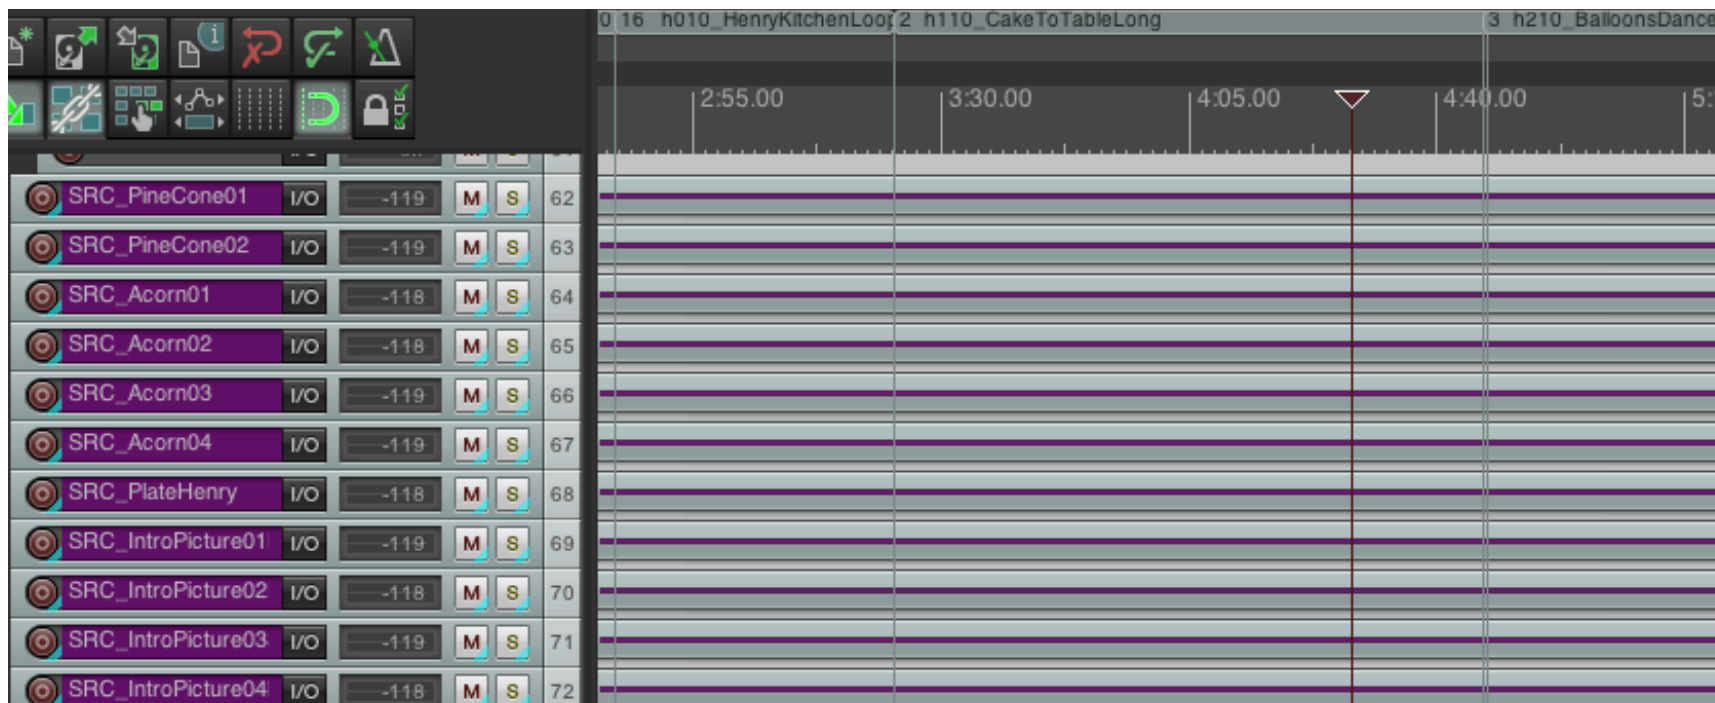 0 16 h010_HenryKitchenLoop 2 h110_CakeToTableLong 3 h210_BalloonsDance
2:55.00 3:30.00 4:05.00 4:40.00 5:
SRC_PineCone01 I/O -119 M S 62
SRC_PineCone02 I/O -119 M S 63
SRC_Acorn01 I/O -118 M S 64
SRC_Acorn02 I/O -118 M S 65
SRC_Acorn03 I/O -119 M S 66
SRC_Acorn04 I/O -119 M S 67
SRC_PlateHenry I/O -118 M S 68
SRC_IntroPicture01 I/O -119 M S 69
SRC_IntroPicture02 I/O -118 M S 70
SRC_IntroPicture03 I/O -119 M S 71
SRC_IntroPicture04 I/O -118 M S 72